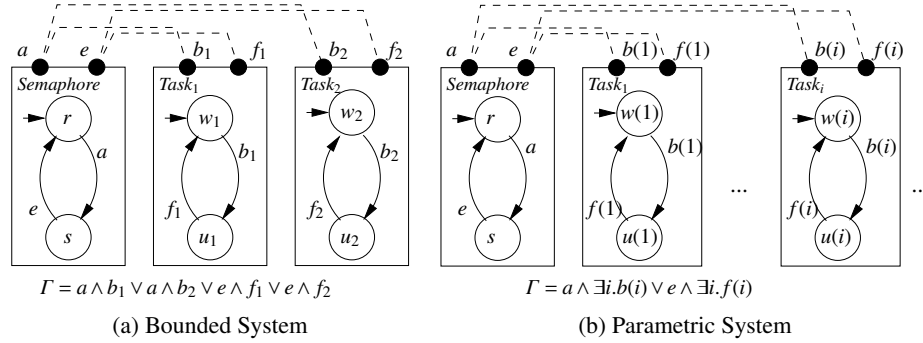 a e b1 f1 b2 f2 a e b(1) f(1) b(i) f(i)
Semaphore Task1 Task2 Semaphore Task1 Taski
r w1 w2 r w(1) w(i)
a b1 b2 a b(1) b(i)
... ..
e f1 f2 e f(1) f(i)
s u1 u2 s u(1) u(i)
Γ = a ∧ b1 ∨ a ∧ b2 ∨ e ∧ f1 ∨ e ∧ f2 Γ = a ∧ ∃i.b(i) ∨ e ∧ ∃i.f(i)
(a) Bounded System (b) Parametric System